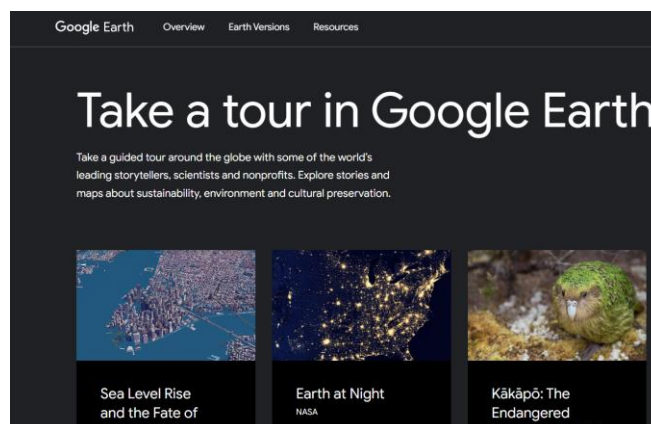 Google Earth Overview Earth Versions Resources
Take a tour in Google Earth
Take a guided tour around the globe with some of the world's
leading storytellers, scientists and nonprofits. Explore stories and
maps about sustainability, environment and cultural preservation.
Sea Level Rise
and the Fate of
Earth at Night
NASA
Kākāpō: The
Endangered